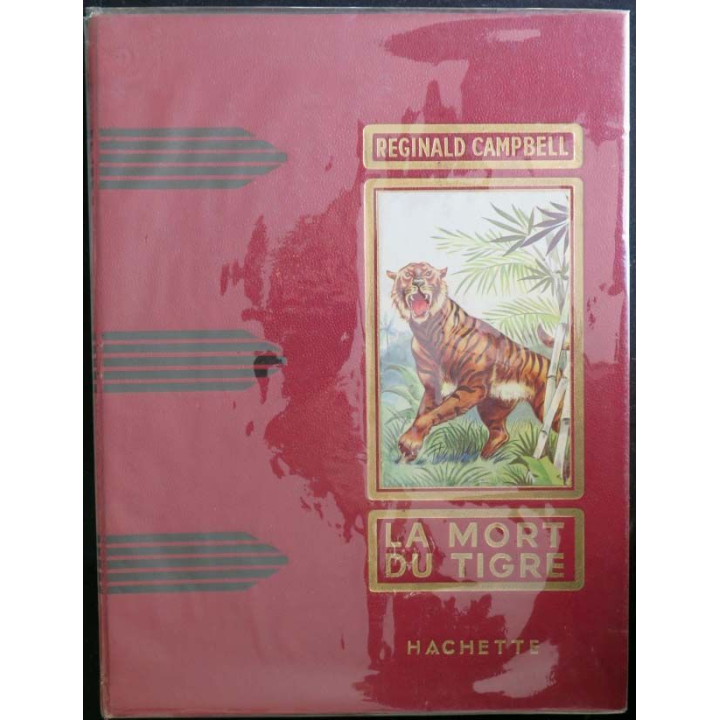 REGINALD CAMPBELL
LA MORT
DU TIGRE
HACHETTE